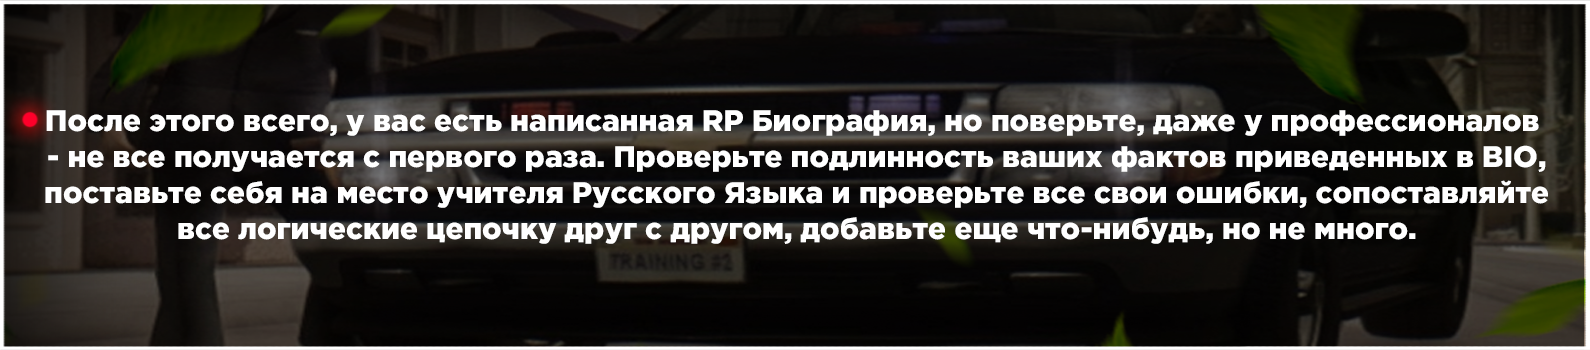 После этого всего, у вас есть написанная RP Биография, но поверьте, даже у профессионалов
- не все получается с первого раза. Проверьте подлинность ваших фактов приведенных в BIO,
поставьте себя на место учителя Русского Языка и проверьте все свои ошибки, сопоставляйте
все логические цепочку друг с другом, добавьте еще что-нибудь, но не много.
TRAINING #2